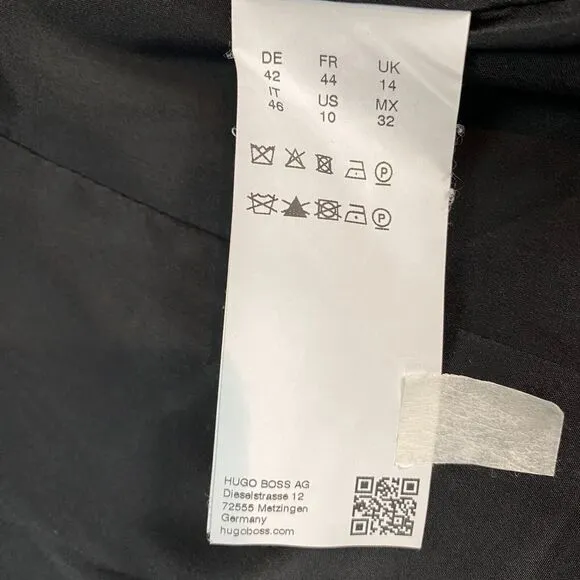 DE FR UK
42 44 14
IT US MX
46 10 32
P
P
HUGO BOSS AG
Dieselstrasse 12
72555 Metzingen
Germany
hugoboss.com